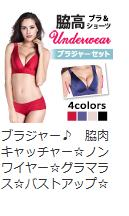 脇高ブラ&
ショーツ
Underwear
ブラジャーセット
4colors
ブラジャー♪ 脇肉
キャッチャー☆ノン
ワイヤー☆グラマラ
ス☆バストアップ☆